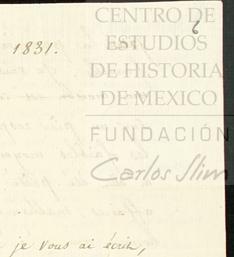 CENTRO DE
6
ESTUDIOS
1831.
DE HISTORIA
DE MEXICO
FUNDACIÓN
Carlos Slim
je vous ai écrit,